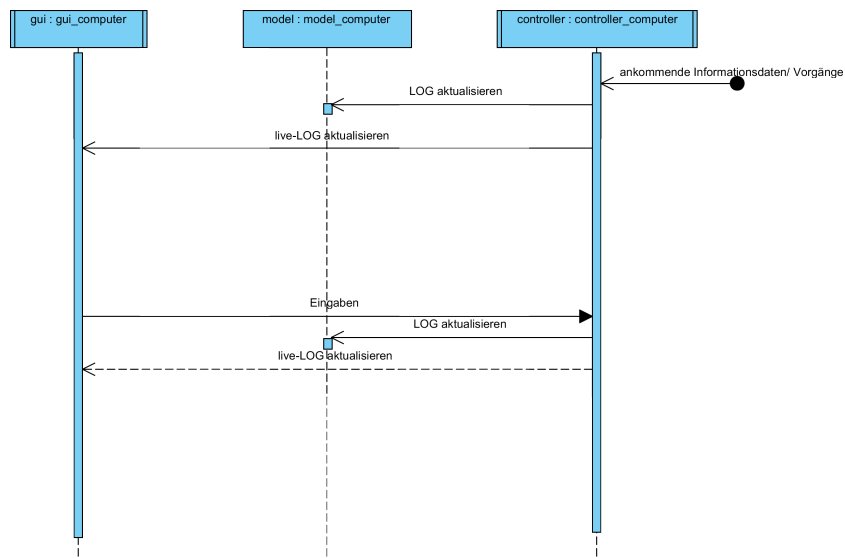 gui : gui_computer
model : model_computer
controller : controller_computer
ankommende Informationsdaten/ Vorgänge
LOG aktualisieren
live-LOG aktualisieren
Eingaben
LOG aktualisieren
live-LOG aktualisieren